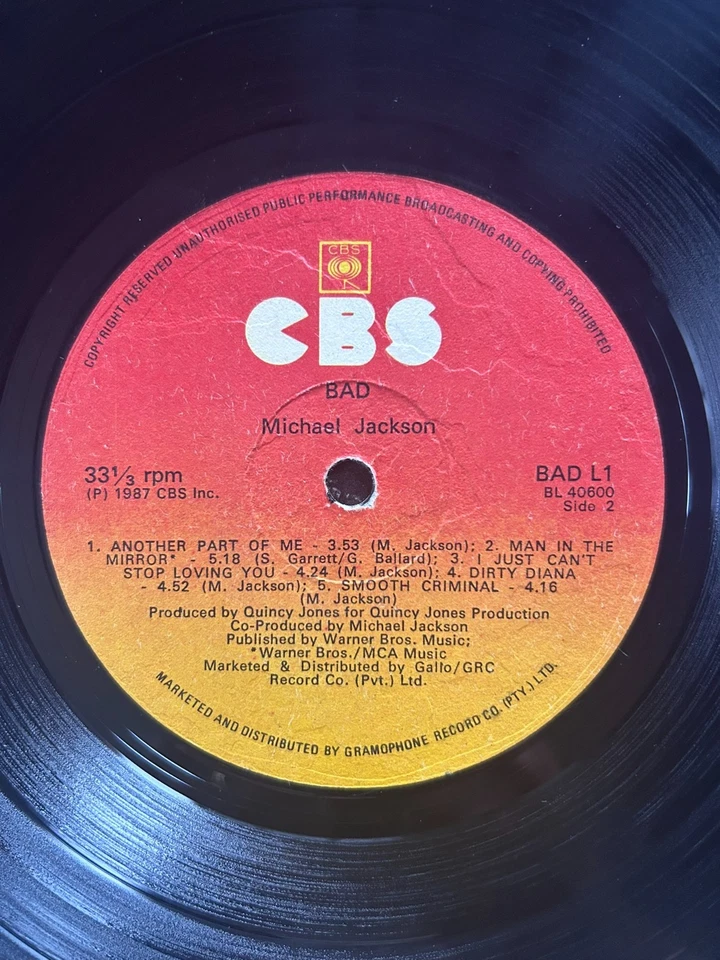 COPYRIGHT RESERVED UNAUTHORISED PUBLIC PERFORMANCE BROADCASTING AND COPYING PROHIBITED
CBS
CBS
BAD
Michael Jackson
33⅓ rpm
(P) 1987 CBS Inc.
BAD L1
BL 40600
Side 2
1. ANOTHER PART OF ME - 3.53 (M. Jackson); 2. MAN IN THE
MIRROR* - 5.18 (S. Garrett/G. Ballard); 3. I JUST CAN'T
STOP LOVING YOU - 4.24 (M. Jackson); 4. DIRTY DIANA
- 4.52 (M. Jackson); 5. SMOOTH CRIMINAL - 4.16
(M. Jackson)
Produced by Quincy Jones for Quincy Jones Production
Co-Produced by Michael Jackson
Published by Warner Bros. Music;
*Warner Bros./MCA Music
Marketed & Distributed by Gallo/GRC
Record Co. (Pvt.) Ltd.
MARKETED AND DISTRIBUTED BY GRAMOPHONE RECORD CO. (PTY.) LTD.